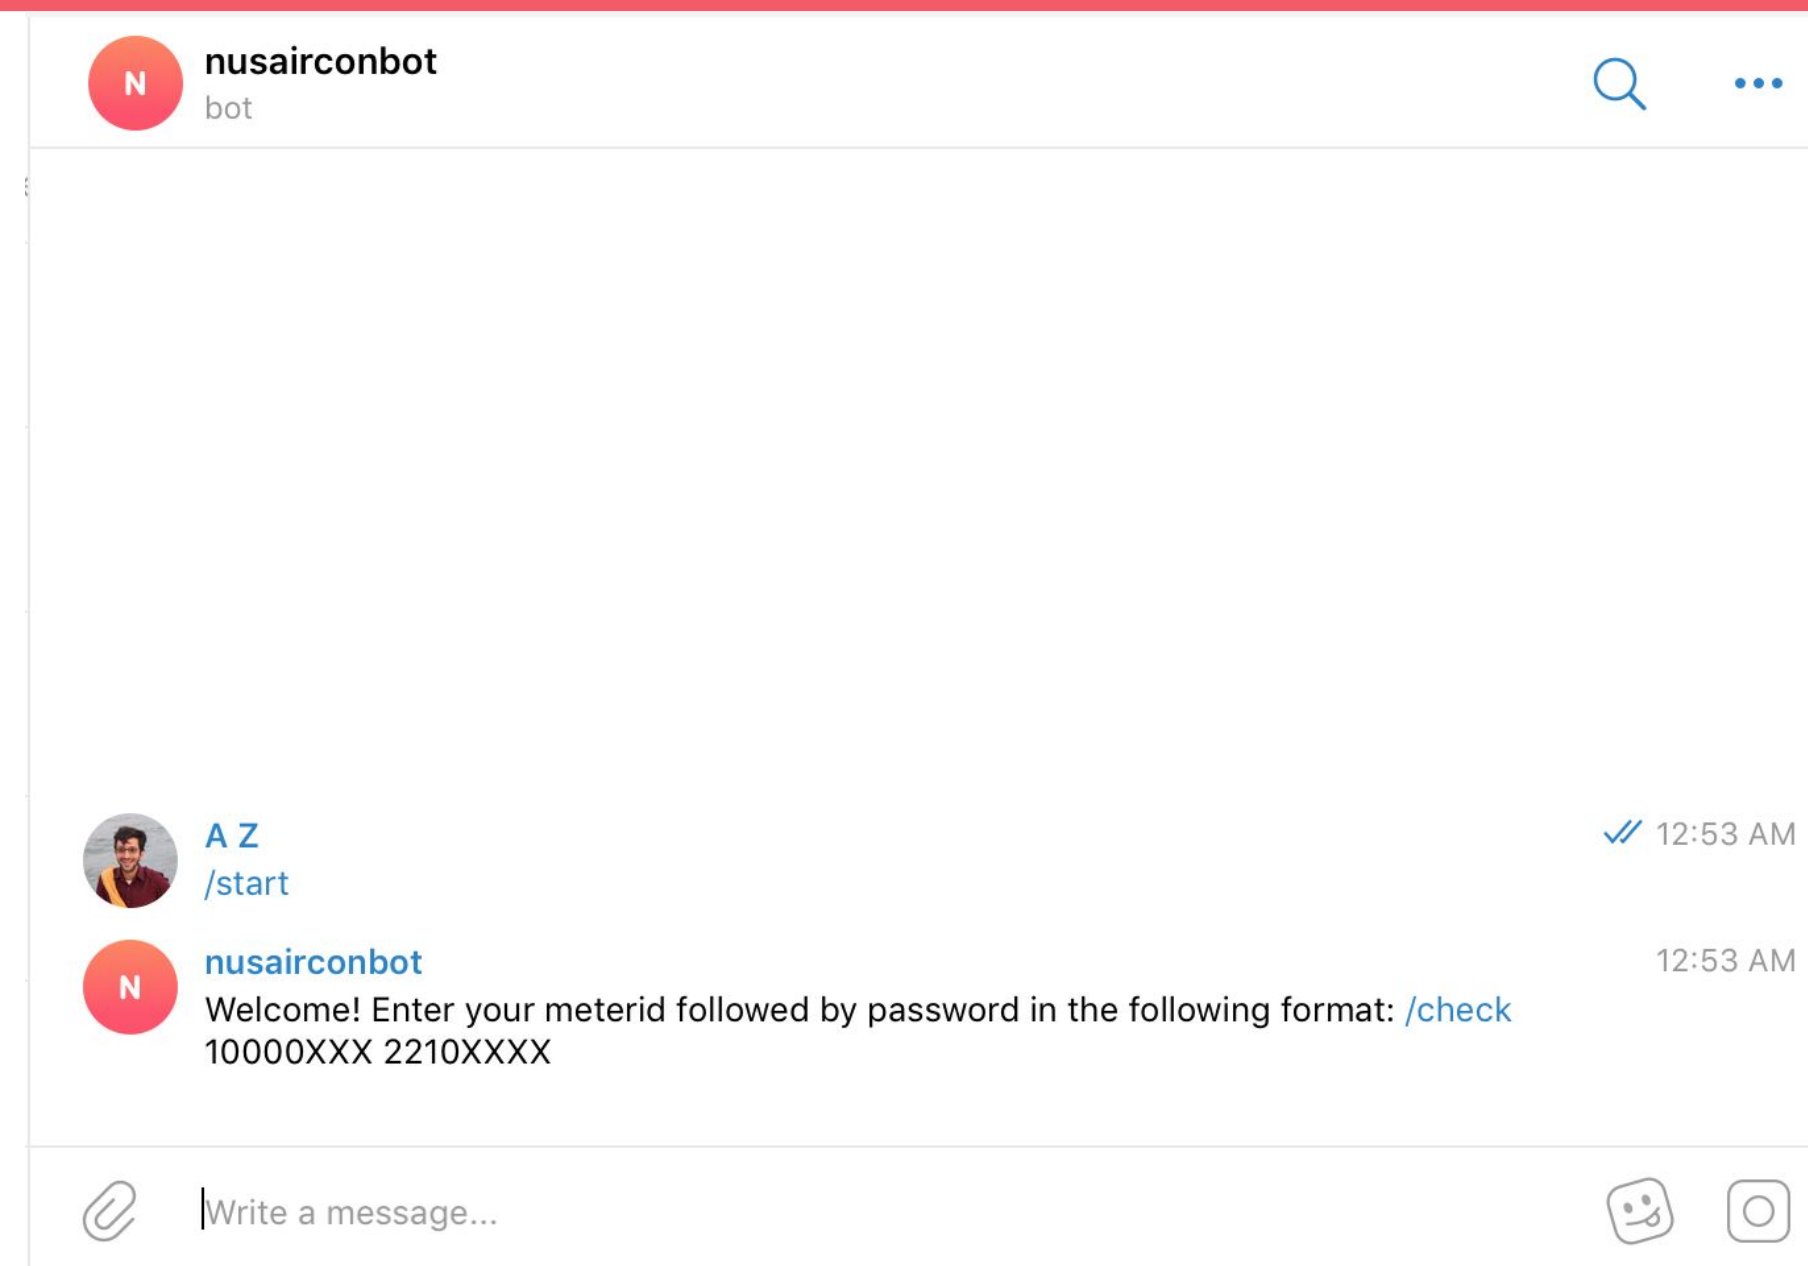 N
nusairconbot
bot
A Z
12:53 AM
/start
N
nusairconbot
12:53 AM
Welcome! Enter your meterid followed by password in the following format: /check
10000XXX 2210XXXX
Write a message...